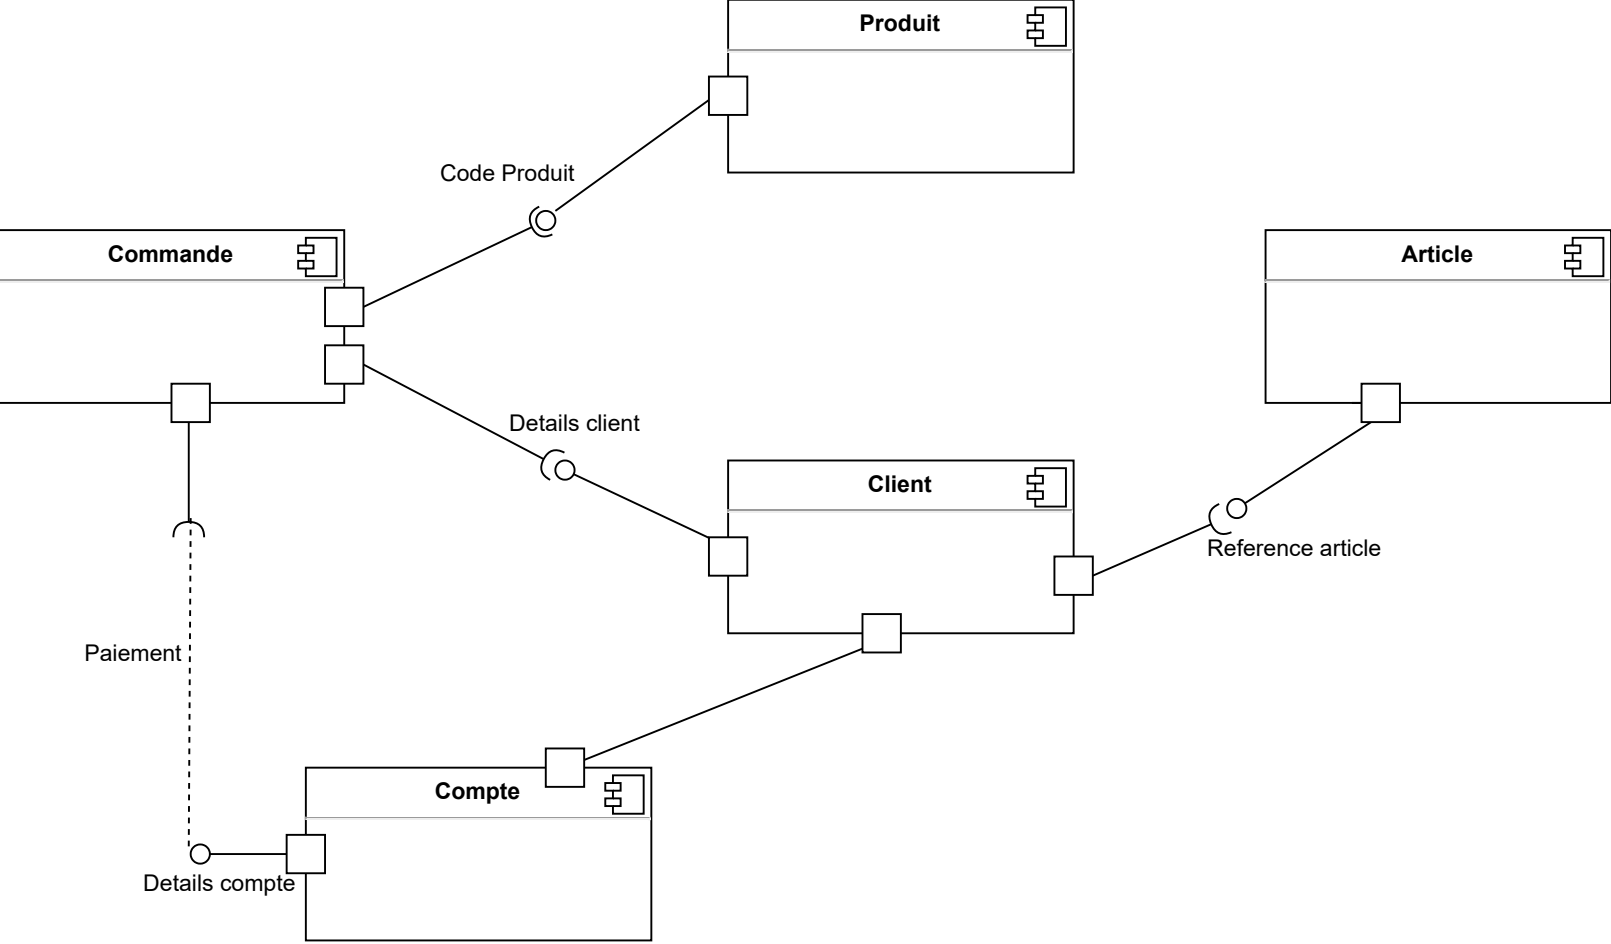 Produit
Code Produit
Commande
Article
Details client
Client
Reference article
Paiement
Compte
Details compte